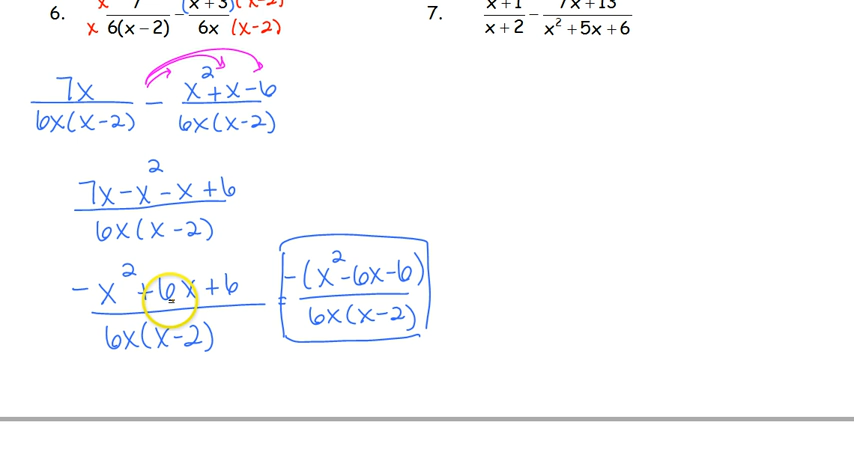 6. x 7 (x+3)(x-2)
x 6(x – 2) – 6x (x-2)
7x / 6x(x-2) – x² + x - 6 / 6x(x-2)
7x - x² - x + 6 / 6x(x-2)
-x² + 6x + 6 / 6x(x-2) = -(x² - 6x - 6) / 6x(x-2)
7. x + 1 / x + 2 – 7x + 13 / x² + 5x + 6